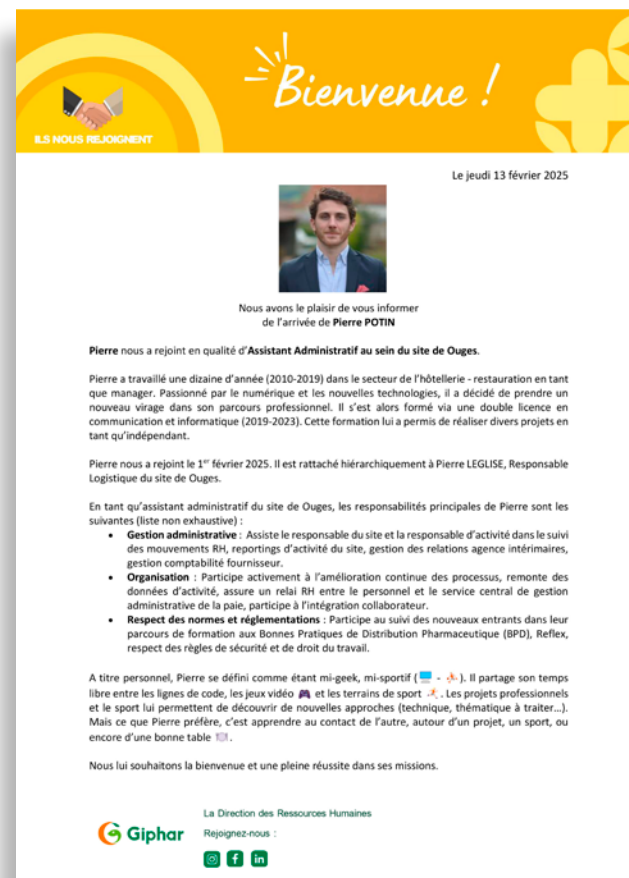 Bienvenue !
ILS NOUS REJOIGNENT
Le jeudi 13 février 2025
Nous avons le plaisir de vous informer
de l'arrivée de Pierre POTIN
Pierre nous a rejoint en qualité d'Assistant Administratif au sein du site de Ouges.
Pierre a travaillé une dizaine d'année (2010-2019) dans le secteur de l'hôtellerie - restauration en tant
que manager. Passionné par le numérique et les nouvelles technologies, il a décidé de prendre un
nouveau virage dans son parcours professionnel. Il s'est alors formé via une double licence en
communication et informatique (2019-2023). Cette formation lui a permis de réaliser divers projets en
tant qu'indépendant.
Pierre nous a rejoint le 1er février 2025. Il est rattaché hiérarchiquement à Pierre LEGLISE, Responsable
Logistique du site de Ouges.
En tant qu'assistant administratif du site de Ouges, les responsabilités principales de Pierre sont les
suivantes (liste non exhaustive) :
• Gestion administrative : Assiste le responsable du site et la responsable d'activité dans le suivi
des mouvements RH, reportings d'activité du site, gestion des relations agence intérimaires,
gestion comptabilité fournisseur.
• Organisation : Participe activement à l'amélioration continue des processus, remonte des
données d'activité, assure un relai RH entre le personnel et le service central de gestion
administrative de la paie, participe à l'intégration collaborateur.
• Respect des normes et réglementations : Participe au suivi des nouveaux entrants dans leur
parcours de formation aux Bonnes Pratiques de Distribution Pharmaceutique (BPD), Reflex,
respect des règles de sécurité et de droit du travail.
A titre personnel, Pierre se défini comme étant mi-geek, mi-sportif (💻 - ⛹). Il partage son temps
libre entre les lignes de code, les jeux vidéo 🎮 et les terrains de sport ⛹. Les projets professionnels
et le sport lui permettent de découvrir de nouvelles approches (technique, thématique à traiter…).
Mais ce que Pierre préfère, c'est apprendre au contact de l'autre, autour d'un projet, un sport, ou
encore d'une bonne table 🍽.
Nous lui souhaitons la bienvenue et une pleine réussite dans ses missions.
La Direction des Ressources Humaines
Giphar
Rejoignez-nous :